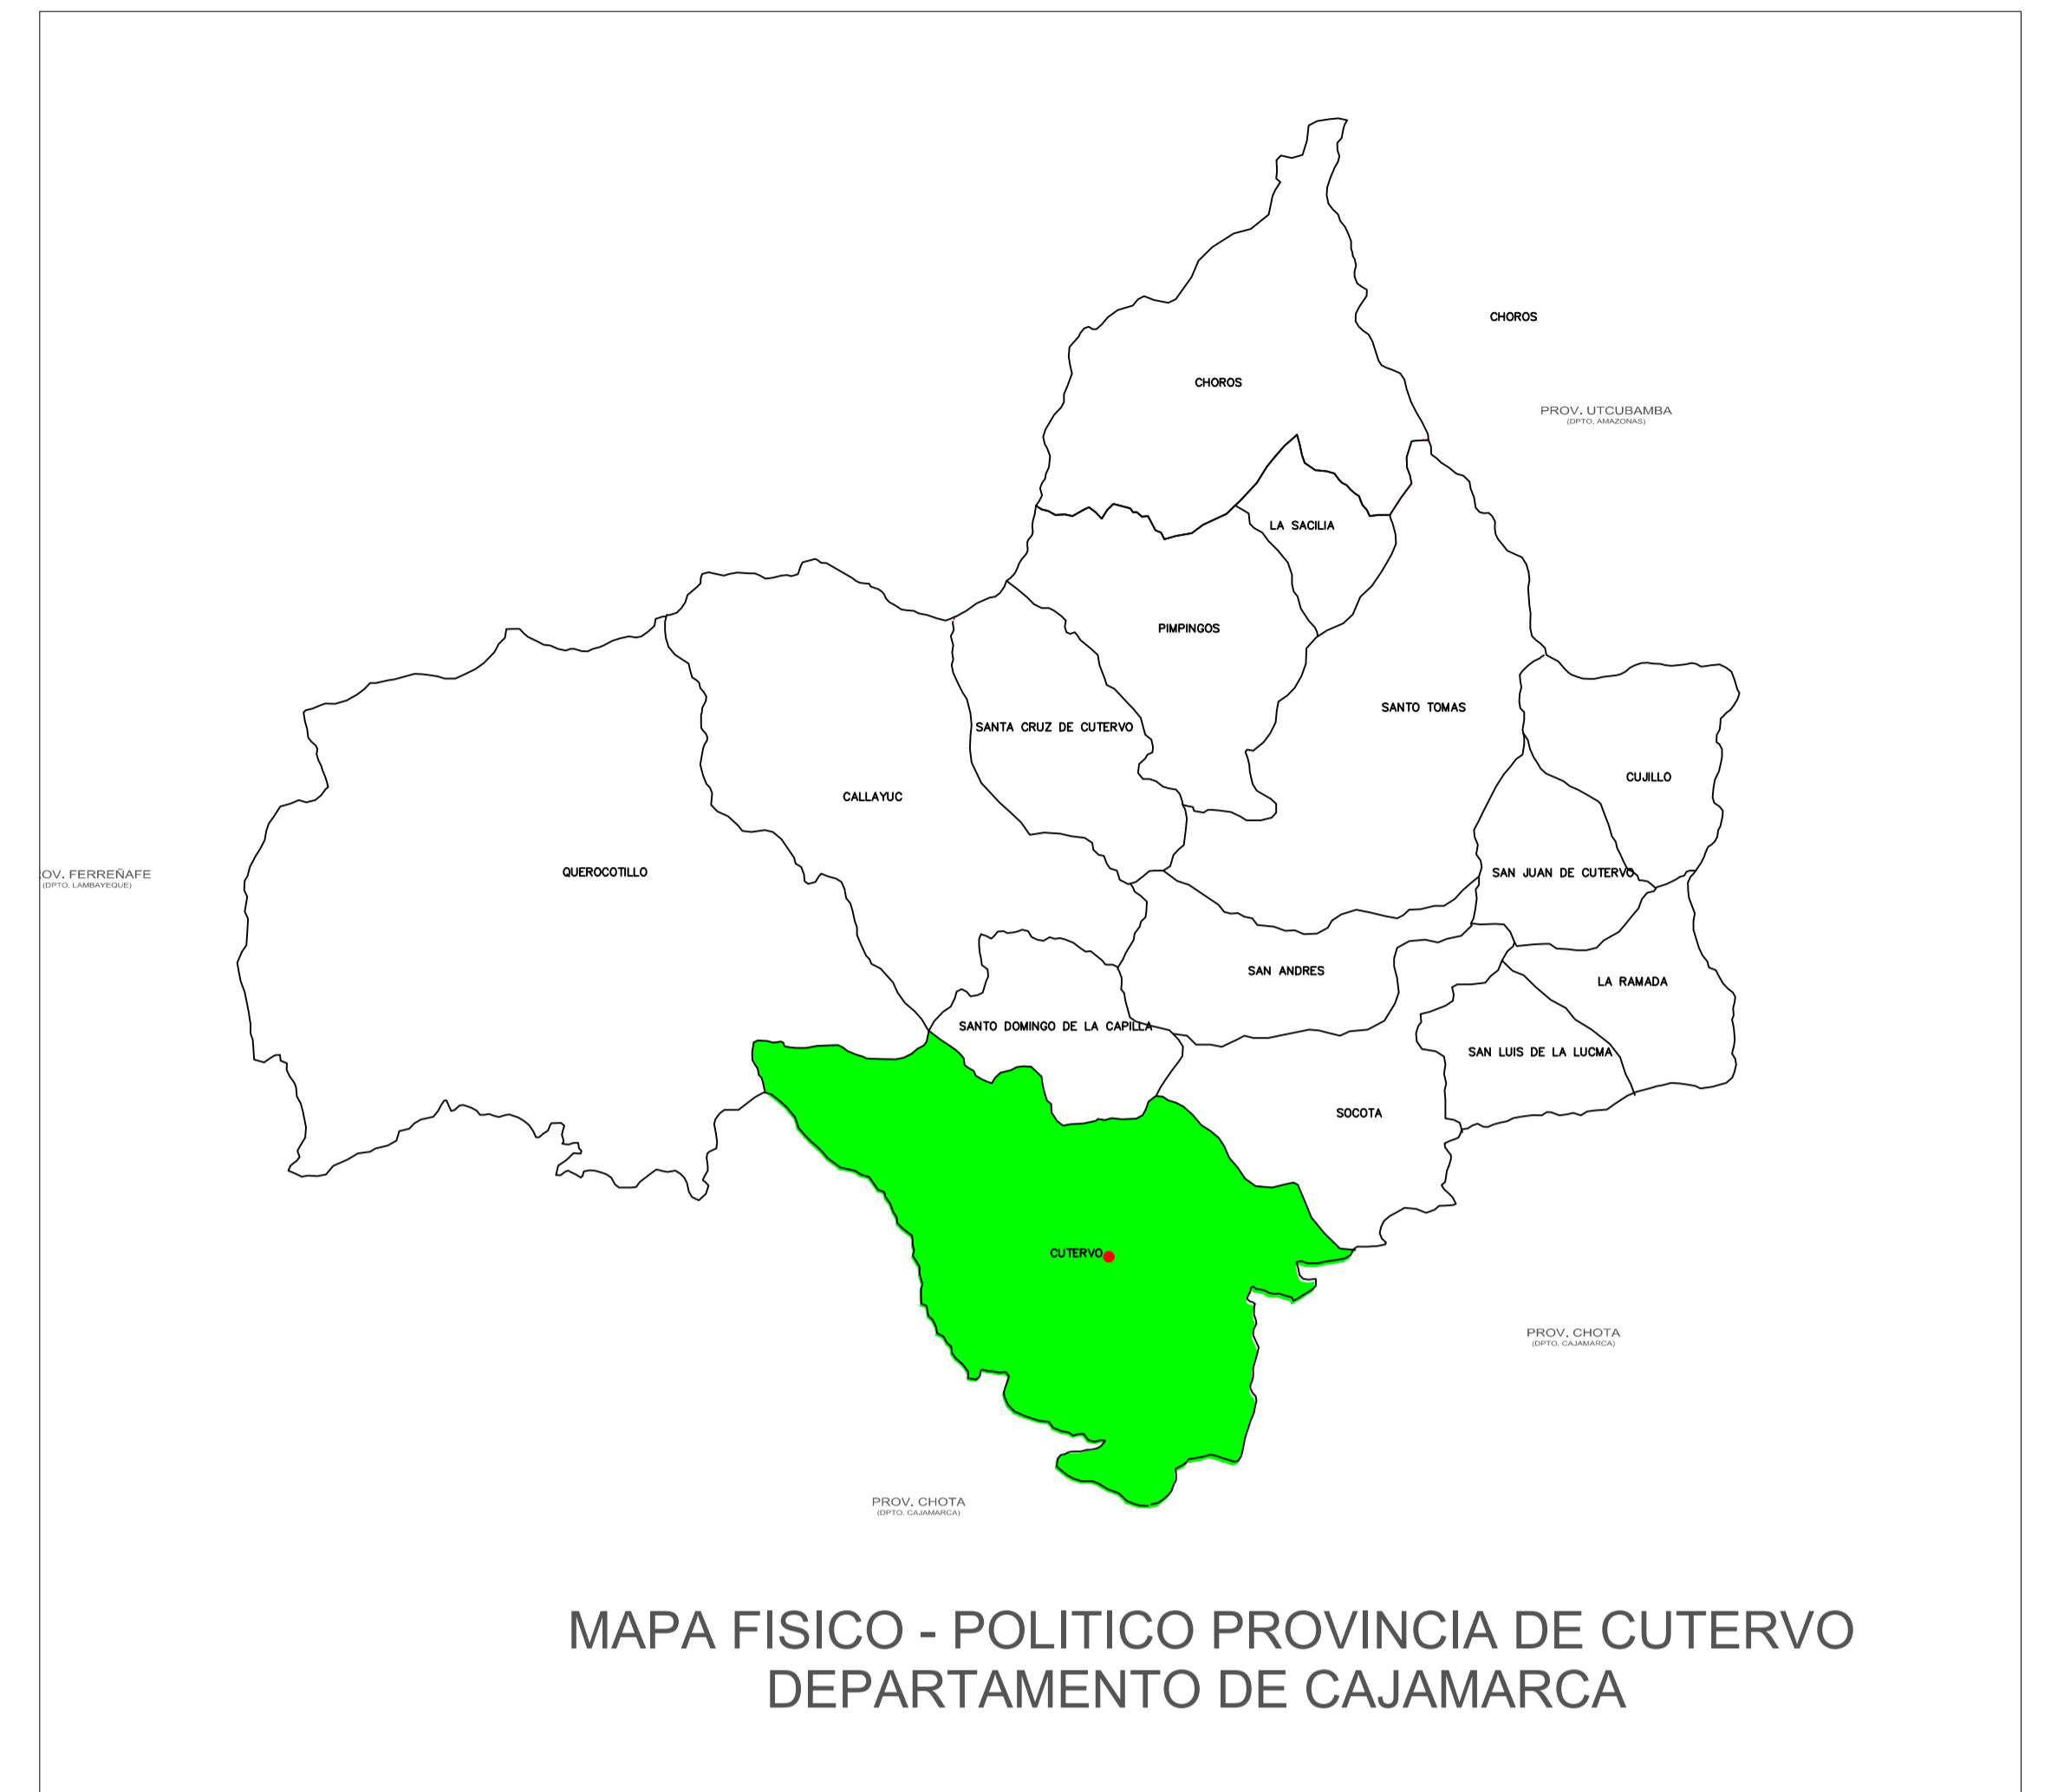 CHOROS
CHOROS
PROV. UTCUBAMBA
(DPTO. AMAZONAS)
LA SACILIA
PIMPINGOS
SANTO TOMAS
SANTA CRUZ DE CUTERVO
CUJILLO
CALLAYUC
QUEROCOTILLO
SAN JUAN DE CUTERVO
OV. FERREÑAFE
(DPTO. LAMBAYEQUE)
SAN ANDRES
LA RAMADA
SANTO DOMINGO DE LA CAPILLA
SAN LUIS DE LA LUCMA
SOCOTA
CUTERVO
PROV. CHOTA
(DPTO. CAJAMARCA)
PROV. CHOTA
(DPTO. CAJAMARCA)
MAPA FISICO - POLITICO PROVINCIA DE CUTERVO
DEPARTAMENTO DE CAJAMARCA